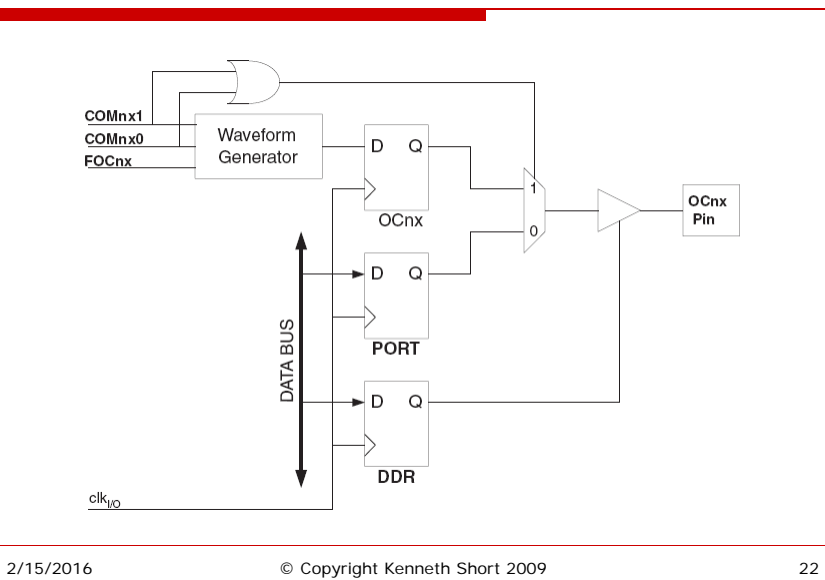 COMnx1
COMnx0
FOCnx
Waveform
Generator
D Q
OCnx
1
0
OCnx
Pin
D Q
PORT
DATA BUS
D Q
DDR
clkI/O
2/15/2016
© Copyright Kenneth Short 2009
22